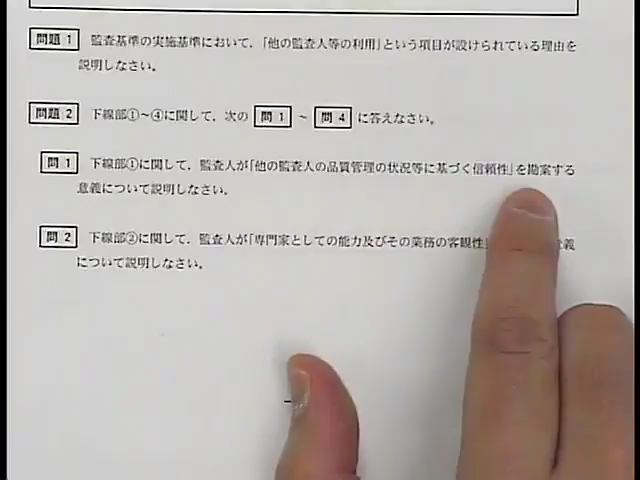 問題 1 監査基準の実施基準において,「他の監査人等の利用」という項目が設けられている理由を
説明しなさい。
問題 2 下線部①~④に関して,次の 問 1 ~ 問 4 に答えなさい。
問 1 下線部①に関して,監査人が「他の監査人の品質管理の状況等に基づく信頼性」を勘案する
意義について説明しなさい。
問 2 下線部②に関して,監査人が「専門家としての能力及びその業務の客観性 意義
について説明しなさい。